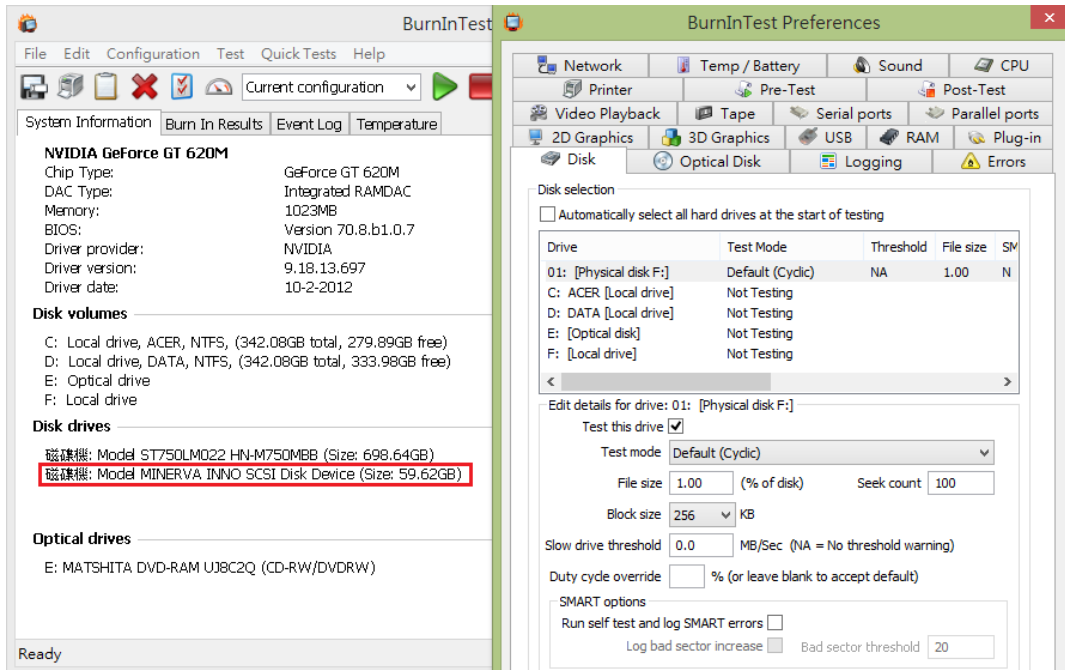 BurnInTest
File Edit Configuration Test Quick Tests Help
Current configuration
System Information Burn In Results Event Log Temperature
NVIDIA GeForce GT 620M
Chip Type: GeForce GT 620M
DAC Type: Integrated RAMDAC
Memory: 1023MB
BIOS: Version 70.8.b1.0.7
Driver provider: NVIDIA
Driver version: 9.18.13.697
Driver date: 10-2-2012
Disk volumes
C: Local drive, ACER, NTFS, (342.08GB total, 279.89GB free)
D: Local drive, DATA, NTFS, (342.08GB total, 333.98GB free)
E: Optical drive
F: Local drive
Disk drives
磁碟機: Model ST750LM022 HN-M750MBB (Size: 698.64GB)
磁碟機: Model MINERVA INNO SCSI Disk Device (Size: 59.62GB)
Optical drives
E: MATSHITA DVD-RAM UJ8C2Q (CD-RW/DVDRW)
Ready
BurnInTest Preferences
Network Temp / Battery Sound CPU
Printer Pre-Test Post-Test
Video Playback Tape Serial ports Parallel ports
2D Graphics 3D Graphics USB RAM Plug-in
Disk Optical Disk Logging Errors
Disk selection
Automatically select all hard drives at the start of testing
Drive Test Mode Threshold File size SM
01: [Physical disk F:] Default (Cyclic) NA 1.00 N
C: ACER [Local drive] Not Testing
D: DATA [Local drive] Not Testing
E: [Optical disk] Not Testing
F: [Local drive] Not Testing
Edit details for drive: 01: [Physical disk F:]
Test this drive
Test mode Default (Cyclic)
File size 1.00 (% of disk) Seek count 100
Block size 256 KB
Slow drive threshold 0.0 MB/Sec (NA = No threshold warning)
Duty cycle override % (or leave blank to accept default)
SMART options
Run self test and log SMART errors
Log bad sector increase Bad sector threshold 20